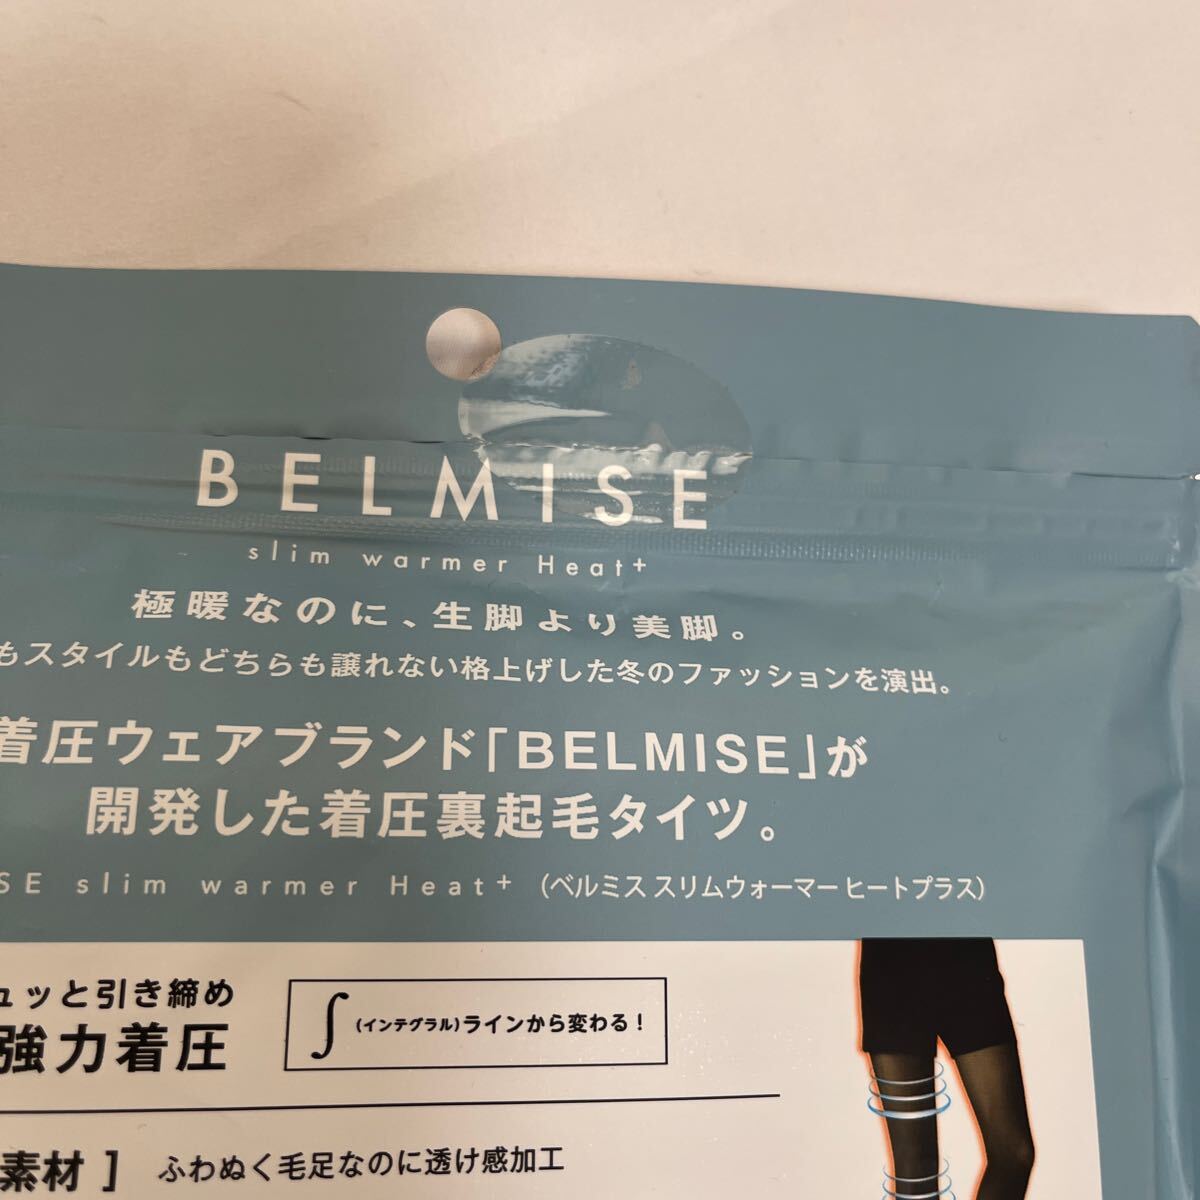 BELMISE
slim warmer Heat+
極暖なのに、生脚より美脚。
もスタイルもどちらも譲れない格上げした冬のファッションを演出。
着圧ウェアブランド「BELMISE」が
開発した着圧裏起毛タイツ。
SE slim warmer Heat+（ベルミス スリムウォーマー ヒートプラス）
ュッと引き締め
強力着圧
∫(インテグラル)ラインから変わる！
素材 ] ふわぬく毛足なのに透け感加工